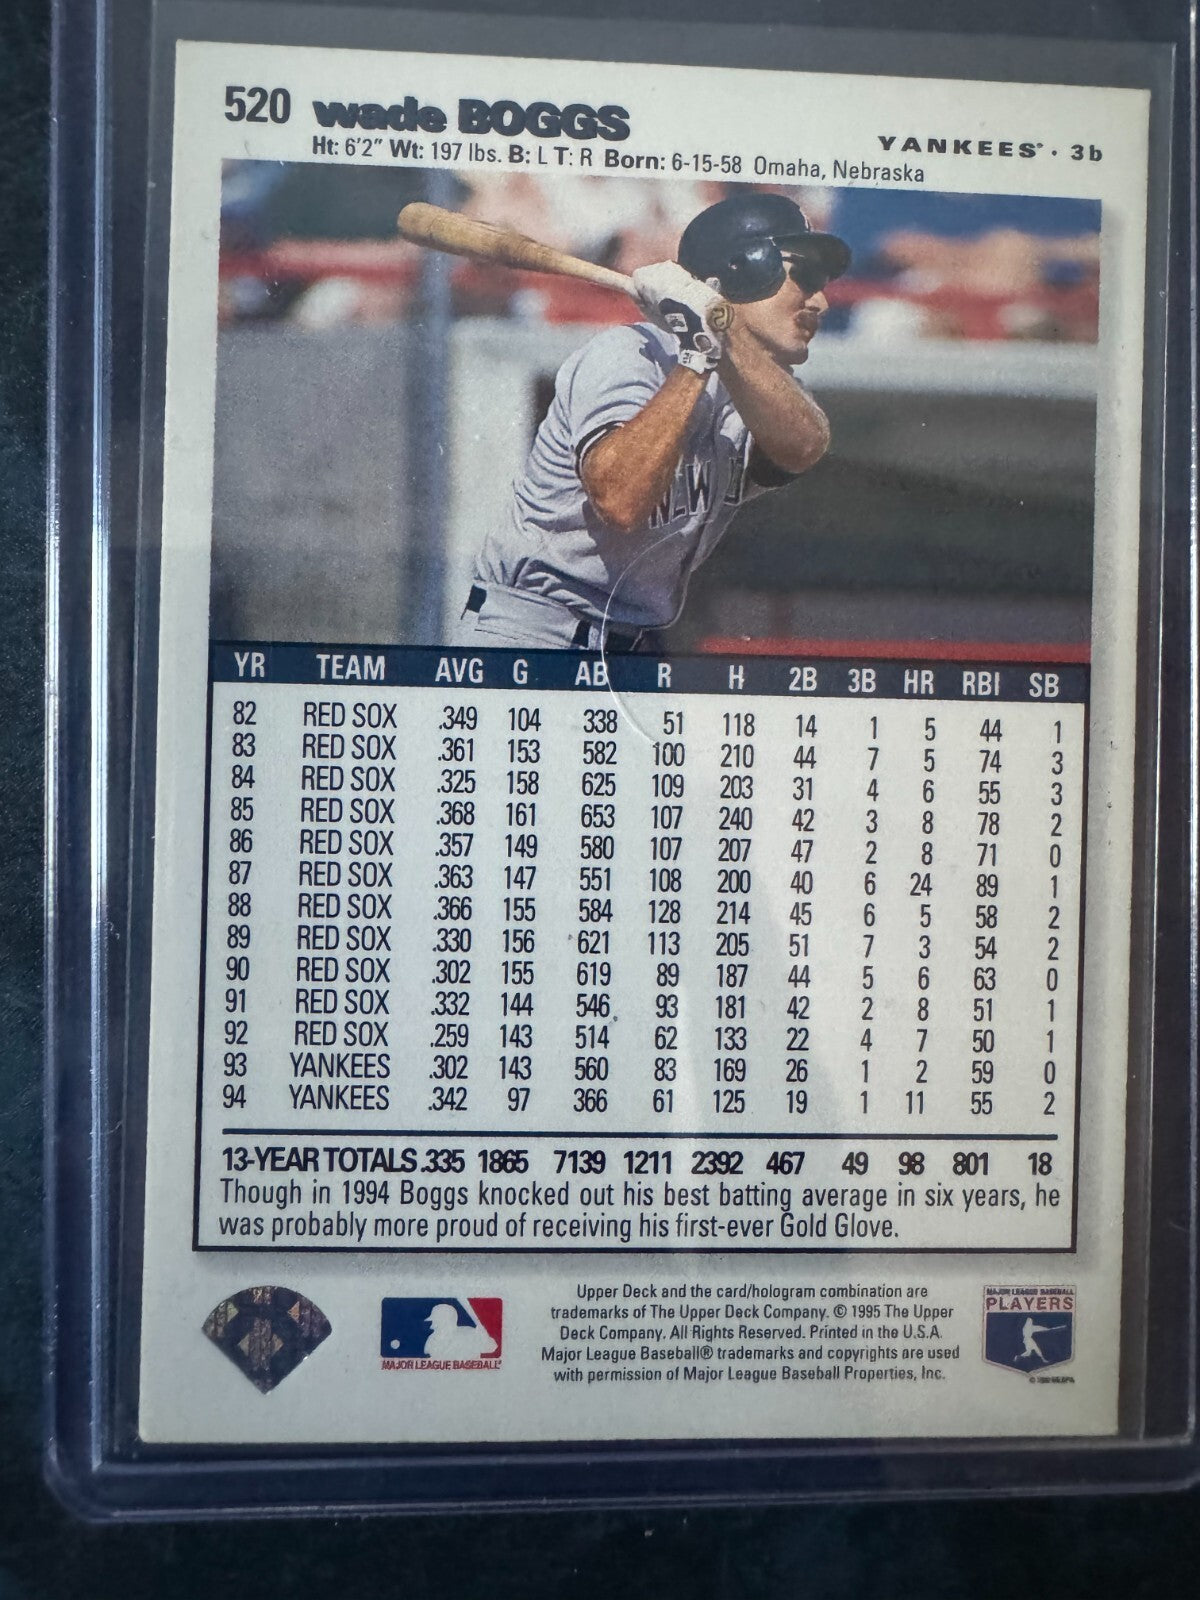 520 wade BOGGS
YANKEES · 3b
Ht: 6'2" Wt: 197 lbs. B: L T: R Born: 6-15-58 Omaha, Nebraska
NEW
YR TEAM AVG G AB R H 2B 3B HR RBI SB
82 RED SOX .349 104 338 51 118 14 1 5 44 1
83 RED SOX .361 153 582 100 210 44 7 5 74 3
84 RED SOX .325 158 625 109 203 31 4 6 55 3
85 RED SOX .368 161 653 107 240 42 3 8 78 2
86 RED SOX .357 149 580 107 207 47 2 8 71 0
87 RED SOX .363 147 551 108 200 40 6 24 89 1
88 RED SOX .366 155 584 128 214 45 6 5 58 2
89 RED SOX .330 156 621 113 205 51 7 3 54 2
90 RED SOX .302 155 619 89 187 44 5 6 63 0
91 RED SOX .332 144 546 93 181 42 2 8 51 1
92 RED SOX .259 143 514 62 133 22 4 7 50 1
93 YANKEES .302 143 560 83 169 26 1 2 59 0
94 YANKEES .342 97 366 61 125 19 1 11 55 2
13-YEAR TOTALS .335 1865 7139 1211 2392 467 49 98 801 18
Though in 1994 Boggs knocked out his best batting average in six years, he
was probably more proud of receiving his first-ever Gold Glove.
MAJOR LEAGUE BASEBALL
Upper Deck and the card/hologram combination are
trademarks of The Upper Deck Company. © 1995 The Upper
Deck Company. All Rights Reserved. Printed in the U.S.A.
Major League Baseball® trademarks and copyrights are used
with permission of Major League Baseball Properties, Inc.
MAJOR LEAGUE BASEBALL
PLAYERS